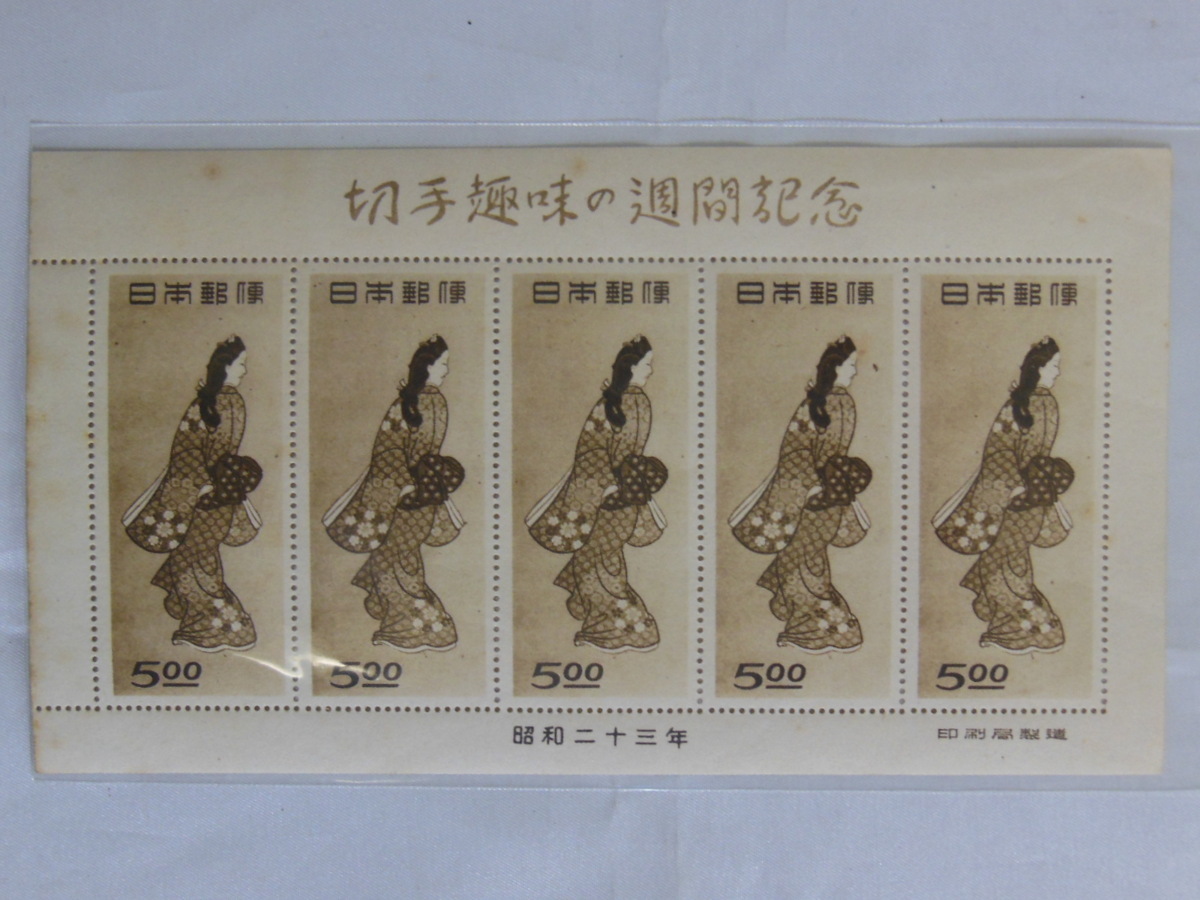 切手趣味の週間記念
日本郵便 日本郵便 日本郵便 日本郵便 日本郵便
5.00 5.00 5.00 5.00 5.00
昭和二十三年
印刷局製造